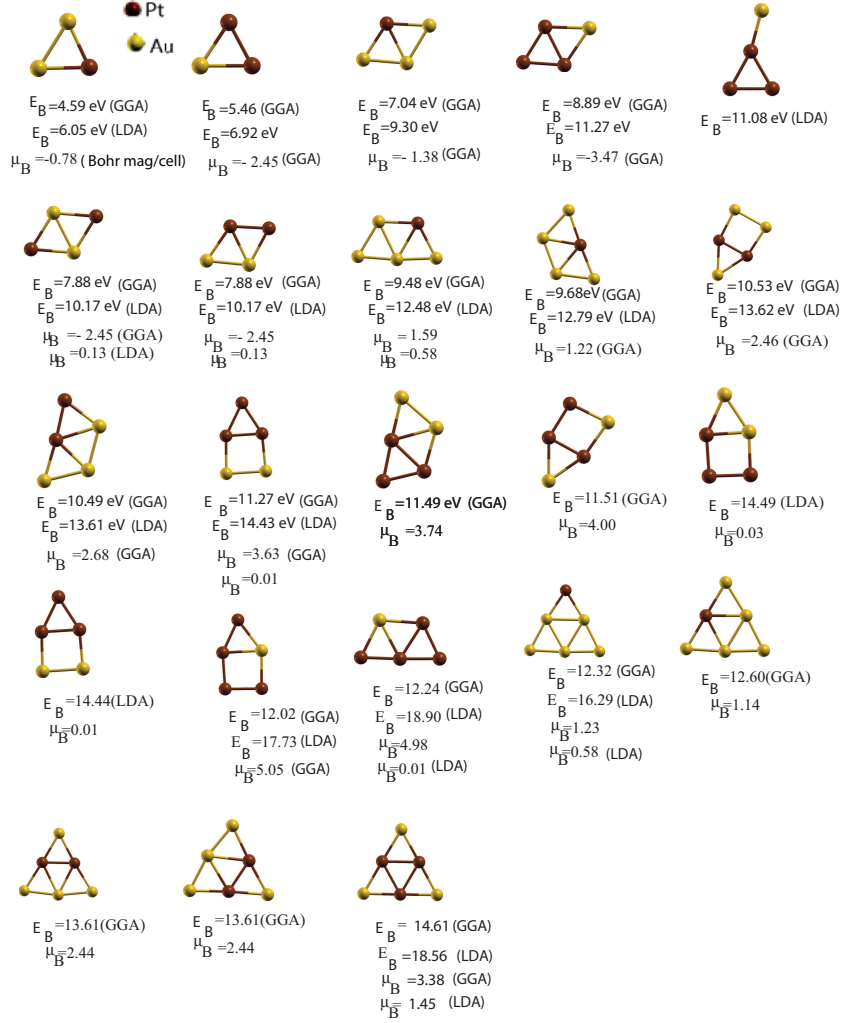 Pt
Au
E_B=4.59 eV (GGA)
E_B=6.05 eV (LDA)
μ_B=-0.78 ( Bohr mag/cell)
E_B=5.46 (GGA)
E_B=6.92 eV
μ_B =- 2.45 (GGA)
E_B=7.04 eV (GGA)
E_B=9.30 eV
μ_B =- 1.38 (GGA)
E_B=8.89 eV (GGA)
E_B=11.27 eV
μ_B =-3.47 (GGA)
E_B=11.08 eV (LDA)
E_B=7.88 eV (GGA)
E_B=10.17 eV (LDA)
μ_B=- 2.45 (GGA)
μ_B=0.13 (LDA)
E_B=7.88 eV (GGA)
E_B=10.17 eV (LDA)
μ_B =- 2.45
μ_B=0.13
E_B=9.48 eV (GGA)
E_B=12.48 eV (LDA)
μ_B = 1.59
μ_B=0.58
E_B=9.68eV (GGA)
E_B=12.79 eV (LDA)
μ_B =1.22 (GGA)
E_B=10.53 eV (GGA)
E_B=13.62 eV (LDA)
μ_B =2.46 (GGA)
E_B=10.49 eV (GGA)
E_B=13.61 eV (LDA)
μ_B =2.68 (GGA)
E_B=11.27 eV (GGA)
E_B=14.43 eV (LDA)
μ_B =3.63 (GGA)
μ_B=0.01
E_B=11.49 eV (GGA)
μ_B =3.74
E_B=11.51 (GGA)
μ_B =4.00
E_B=14.49 (LDA)
μ_B=0.03
E_B=14.44(LDA)
μ_B=0.01
E_B=12.02 (GGA)
E_B=17.73 (LDA)
μ_B=5.05 (GGA)
E_B=12.24 (GGA)
E_B=18.90 (LDA)
μ_B=4.98
μ_B=0.01 (LDA)
E_B=12.32 (GGA)
E_B=16.29 (LDA)
μ_B=1.23
μ_B=0.58 (LDA)
E_B=12.60(GGA)
μ_B=1.14
E_B=13.61(GGA)
μ_B=2.44
E_B=13.61(GGA)
μ_B =2.44
E_B= 14.61 (GGA)
E_B=18.56 (LDA)
μ_B =3.38 (GGA)
μ_B= 1.45 (LDA)